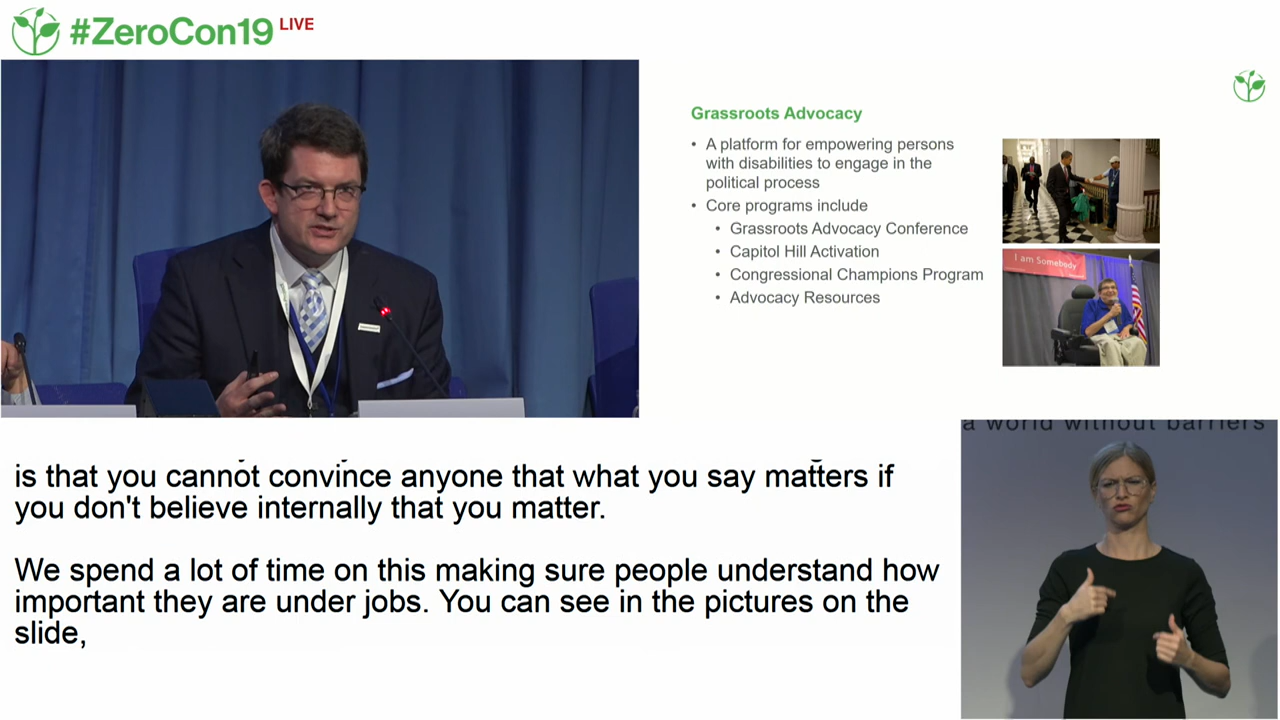 #ZeroCon19 LIVE
Grassroots Advocacy
• A platform for empowering persons
with disabilities to engage in the
political process
• Core programs include
• Grassroots Advocacy Conference
• Capitol Hill Activation
• Congressional Champions Program
• Advocacy Resources
I am Somebody
is that you cannot convince anyone that what you say matters if
you don't believe internally that you matter.
We spend a lot of time on this making sure people understand how
important they are under jobs. You can see in the pictures on the
slide,
a world without barriers